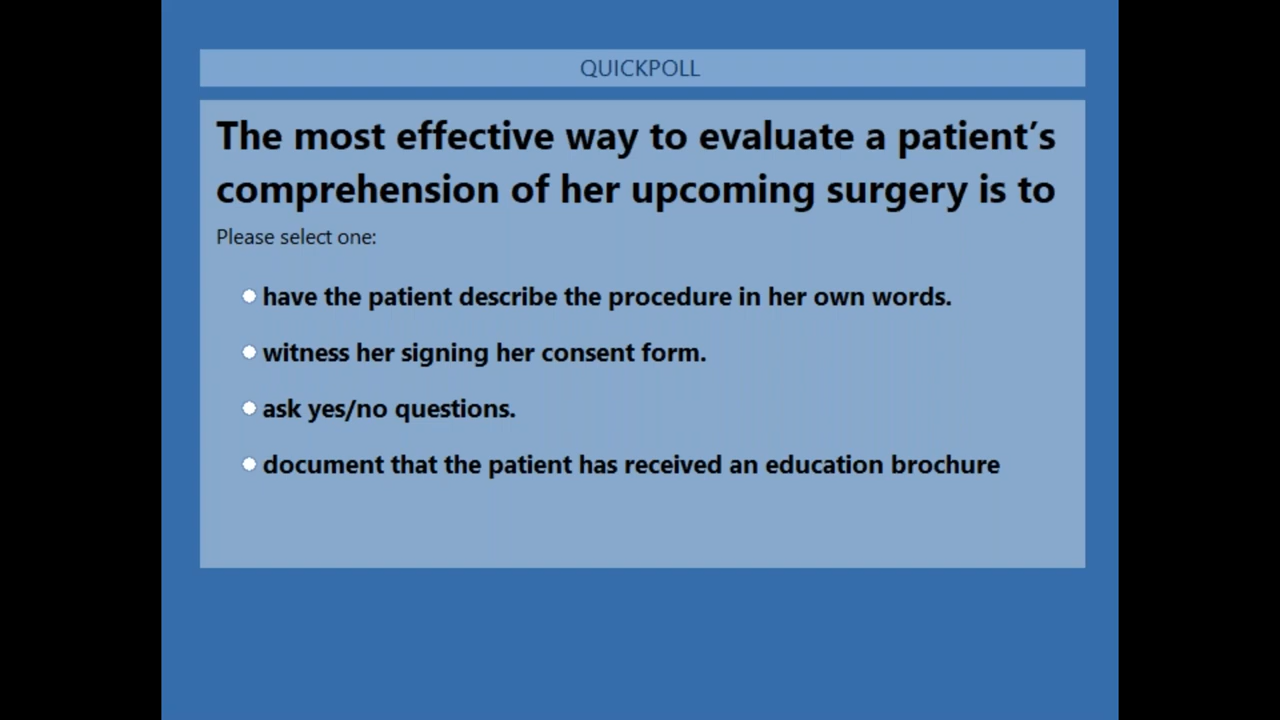 QUICKPOLL
The most effective way to evaluate a patient’s
comprehension of her upcoming surgery is to
Please select one:
have the patient describe the procedure in her own words.
witness her signing her consent form.
ask yes/no questions.
document that the patient has received an education brochure